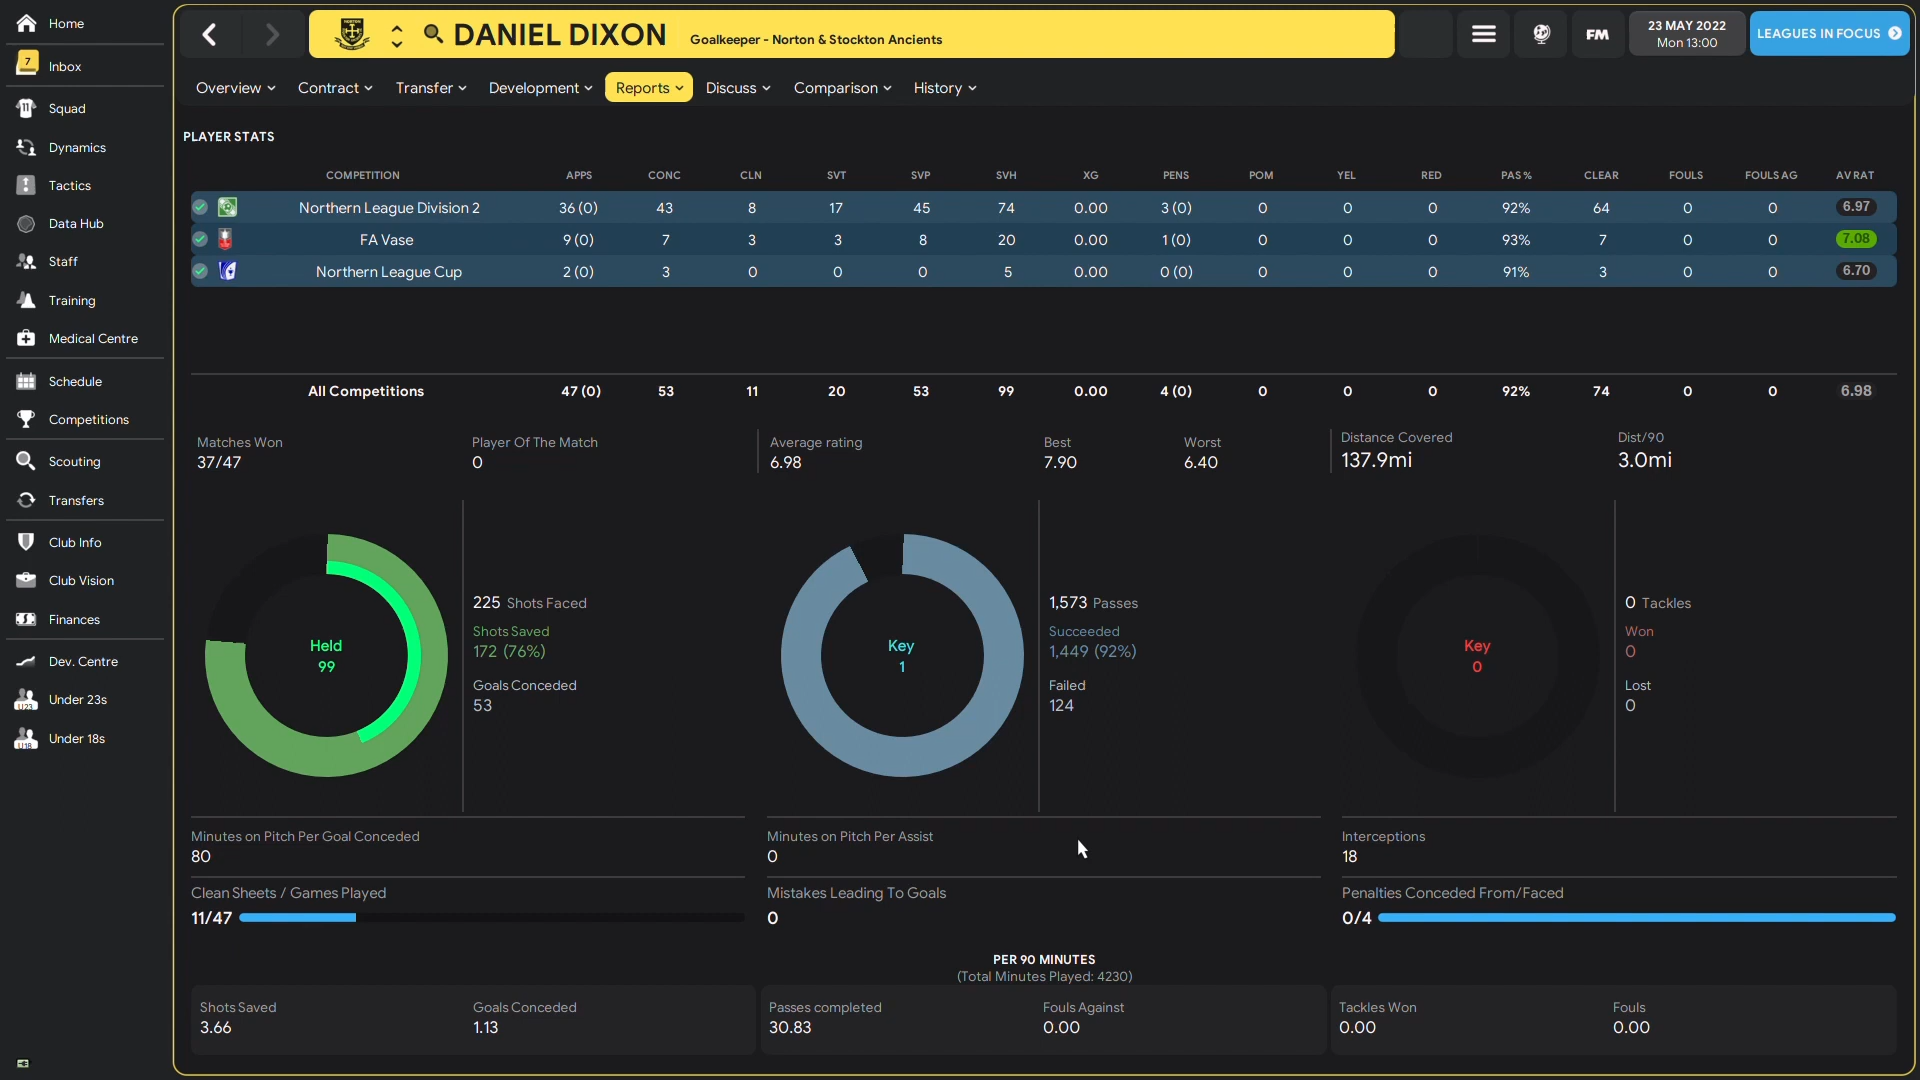 Home
7
Inbox
11
Squad
Dynamics
Tactics
Data Hub
Staff
Training
Medical Centre
Schedule
Competitions
Scouting
Transfers
Club Info
Club Vision
Finances
Dev. Centre
U23
Under 23s
U18
Under 18s
NORTON
DANIEL DIXON
Goalkeeper - Norton & Stockton Ancients
FM
23 MAY 2022
Mon 13:00
LEAGUES IN FOCUS
Overview Contract Transfer Development Reports Discuss Comparison History
PLAYER STATS
COMPETITION APPS CONC CLN SVT SVP SVH XG PENS POM YEL RED PAS % CLEAR FOULS FOULS AG AV RAT
Northern League Division 2 36 (0) 43 8 17 45 74 0.00 3 (0) 0 0 0 92% 64 0 0 6.97
FA Vase 9 (0) 7 3 3 8 20 0.00 1 (0) 0 0 0 93% 7 0 0 7.08
Northern League Cup 2 (0) 3 0 0 0 5 0.00 0 (0) 0 0 0 91% 3 0 0 6.70
All Competitions 47 (0) 53 11 20 53 99 0.00 4 (0) 0 0 0 92% 74 0 0 6.98
Matches Won
37/47
Player Of The Match
0
Average rating
6.98
Best
7.90
Worst
6.40
Distance Covered
137.9mi
Dist/90
3.0mi
Held
99
225 Shots Faced
Shots Saved
172 (76%)
Goals Conceded
53
Key
1
1,573 Passes
Succeeded
1,449 (92%)
Failed
124
Key
0
0 Tackles
Won
0
Lost
0
Minutes on Pitch Per Goal Conceded
80
Minutes on Pitch Per Assist
0
Interceptions
18
Clean Sheets / Games Played
11/47
Mistakes Leading To Goals
0
Penalties Conceded From/Faced
0/4
PER 90 MINUTES
(Total Minutes Played: 4230)
Shots Saved
3.66
Goals Conceded
1.13
Passes completed
30.83
Fouls Against
0.00
Tackles Won
0.00
Fouls
0.00